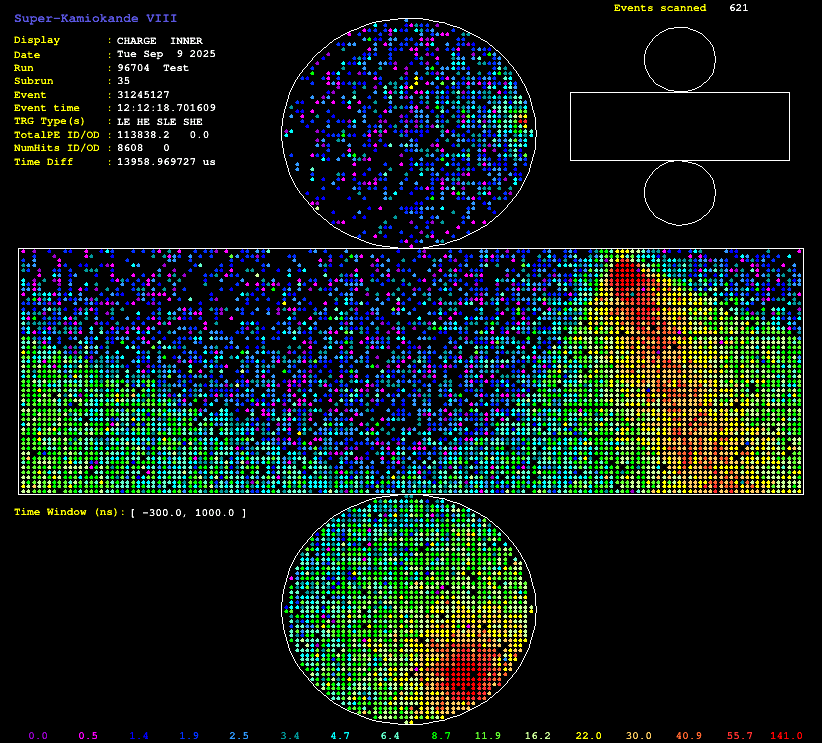 Super-Kamiokande VIII
Events scanned 621
Display : CHARGE INNER
Date : Tue Sep 9 2025
Run : 96704 Test
Subrun : 35
Event : 31245127
Event time : 12:12:18.701609
TRG Type(s) : LE HE SLE SHE
TotalPE ID/OD : 113838.2 0.0
NumHits ID/OD : 8608 0
Time Diff : 13958.969727 us
Time Window (ns): [ -300.0, 1000.0 ]
0.0 0.5 1.4 1.9 2.5 3.4 4.7 6.4 8.7 11.9 16.2 22.0 30.0 40.9 55.7 141.0